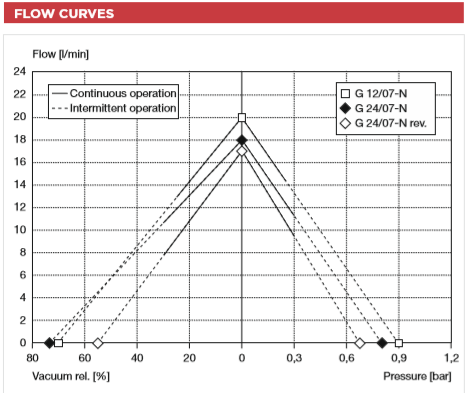 FLOW CURVES
Flow [l/min]
24
22
20
18
16
14
12
10
8
6
4
2
0
Continuous operation
Intermittent operation
G 12/07-N
G 24/07-N
G 24/07-N rev.
80 60 40 20 0 0,3 0,6 0,9 1,2
Vacuum rel. [%] Pressure [bar]